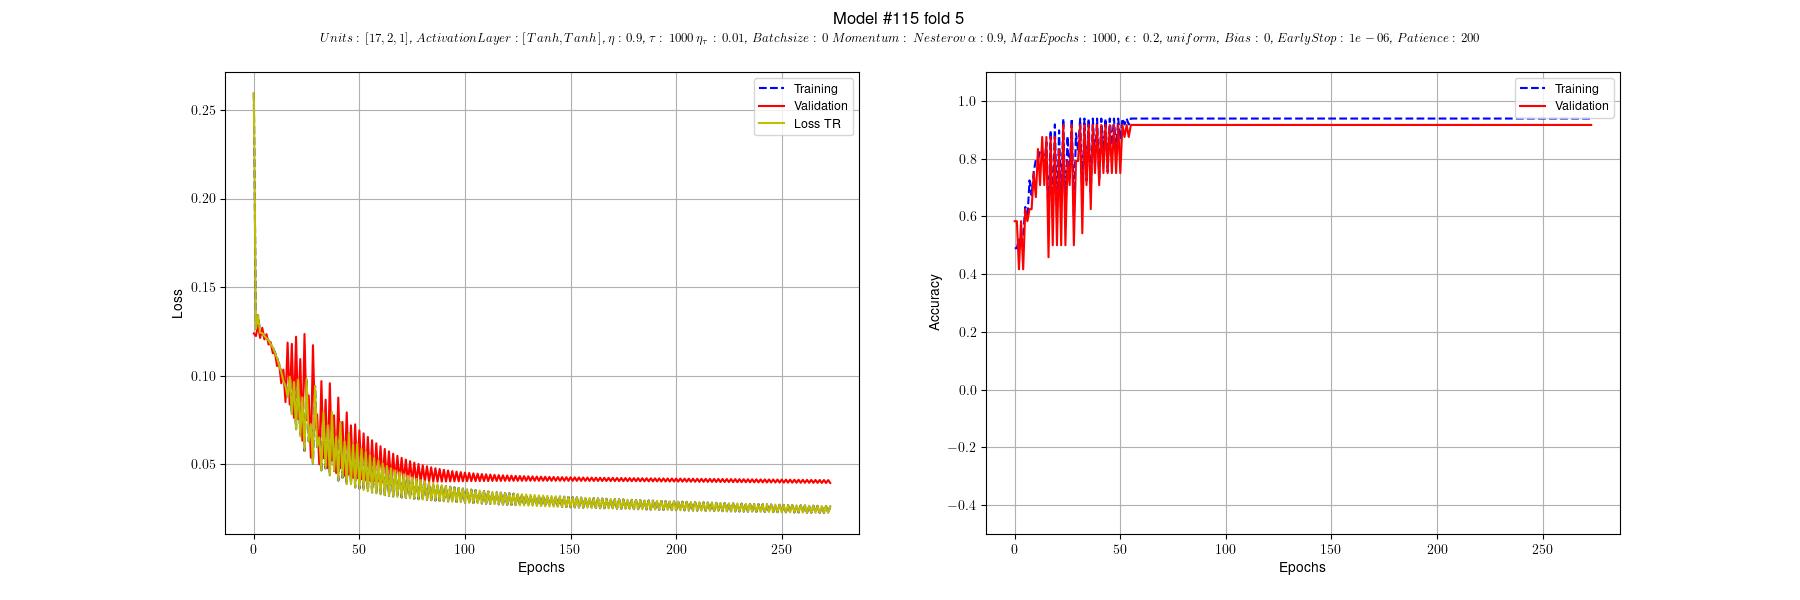 Model #115 fold 5
Units : [17, 2, 1], ActivationLayer : [Tanh, Tanh], η : 0.9, τ : 1000 η_τ : 0.01, Batchsize : 0 Momentum : Nesterov α : 0.9, MaxEpochs : 1000, ϵ : 0.2, uniform, Bias : 0, EarlyStop : 1e − 06, Patience : 200
Training
Validation
Loss TR
0.25
0.20
0.15
0.10
0.05
Loss
0 50 100 150 200 250
Epochs
Training
Validation
1.0
0.8
0.6
0.4
0.2
0.0
−0.2
−0.4
Accuracy
0 50 100 150 200 250
Epochs